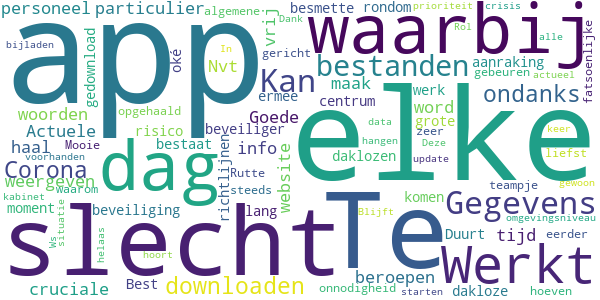 personeel particulier algemene vrij besmette rondom prioriteit crisis
Dank Rol alle
app waarbij
bijladen gedownload oké Nvt In gericht bestanden aanraking gebeuren actueel fatsoenlijke
Kan maak
ermee centrum werk ondanks
woorden opgehaald Goede word grote data Deze keer
Actuele risico beveiliger zeer hangen update liefst
haal Mooie bestaat info daklozen
dag elke
Corona voorhanden richtlijnen Rutte website teampje gewoon
weergeven waarom steeds komen Gegevens
kabinet moment beveiliging lang omgevingsniveau
slecht Te
Ws situatie helaas Blijft Duurt tijd eerder
hoort Werkt
cruciale Best downloaden beroepen dakloze
onnodigheid starten hoeven